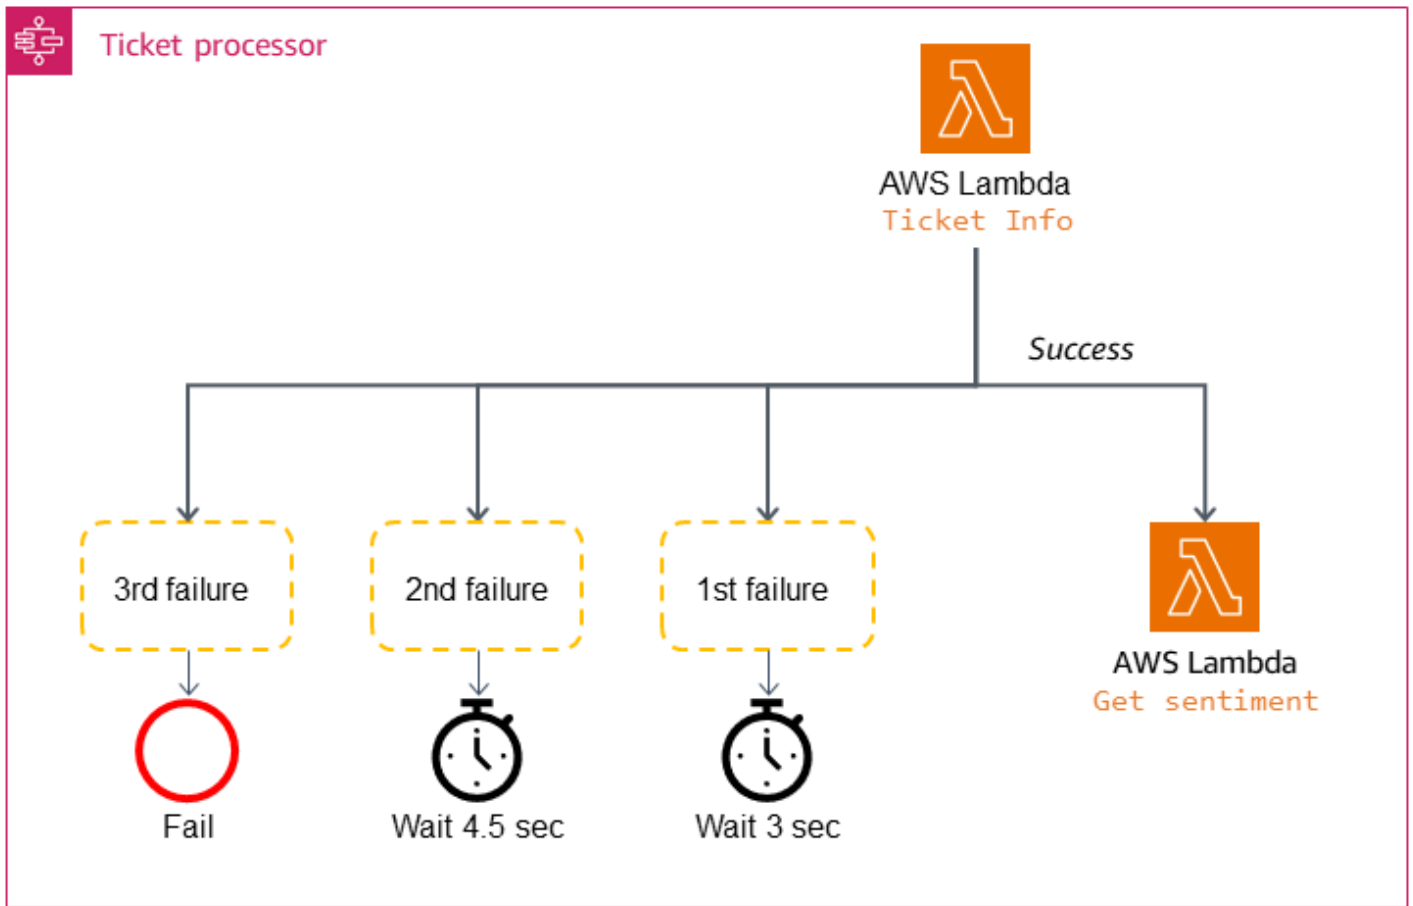 Ticket processor
AWS Lambda
Ticket Info
Success
3rd failure
2nd failure
1st failure
AWS Lambda
Get sentiment
Fail
Wait 4.5 sec
Wait 3 sec